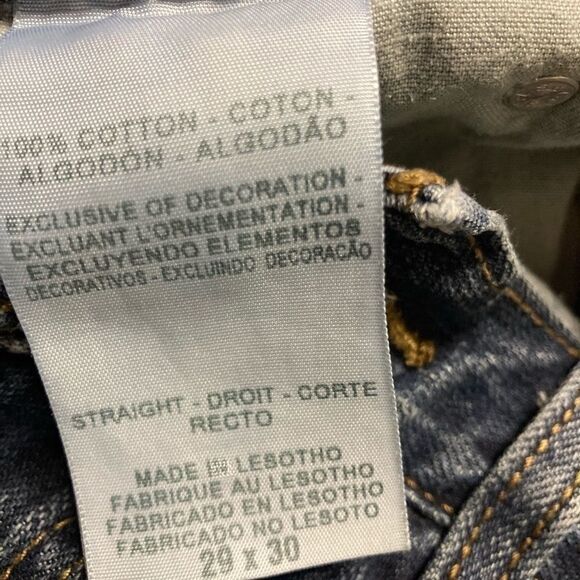 100% COTTON - COTON -
ALGODÓN - ALGODÃO
EXCLUSIVE OF DECORATION -
EXCLUANT L'ORNEMENTATION -
EXCLUYENDO ELEMENTOS
DECORATIVOS - EXCLUINDO DECORAÇÃO
STRAIGHT - DROIT - CORTE
RECTO
MADE IN LESOTHO
FABRIQUE AU LESOTHO
FABRICADO EN LESOTHO
FABRICADO NO LESOTO
29 X 30